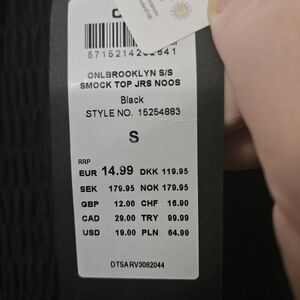 ONLBROOKLYN S/S
SMOCK TOP JRS NOOS
Black
STYLE NO. 15254883
S
RRP
EUR 14.99 DKK 119.95
SEK 179.95 NOK 179.95
GBP 12.00 CHF 16.90
CAD 29.00 TRY 99.99
USD 19.00 PLN 64.99
DTSARV3082044